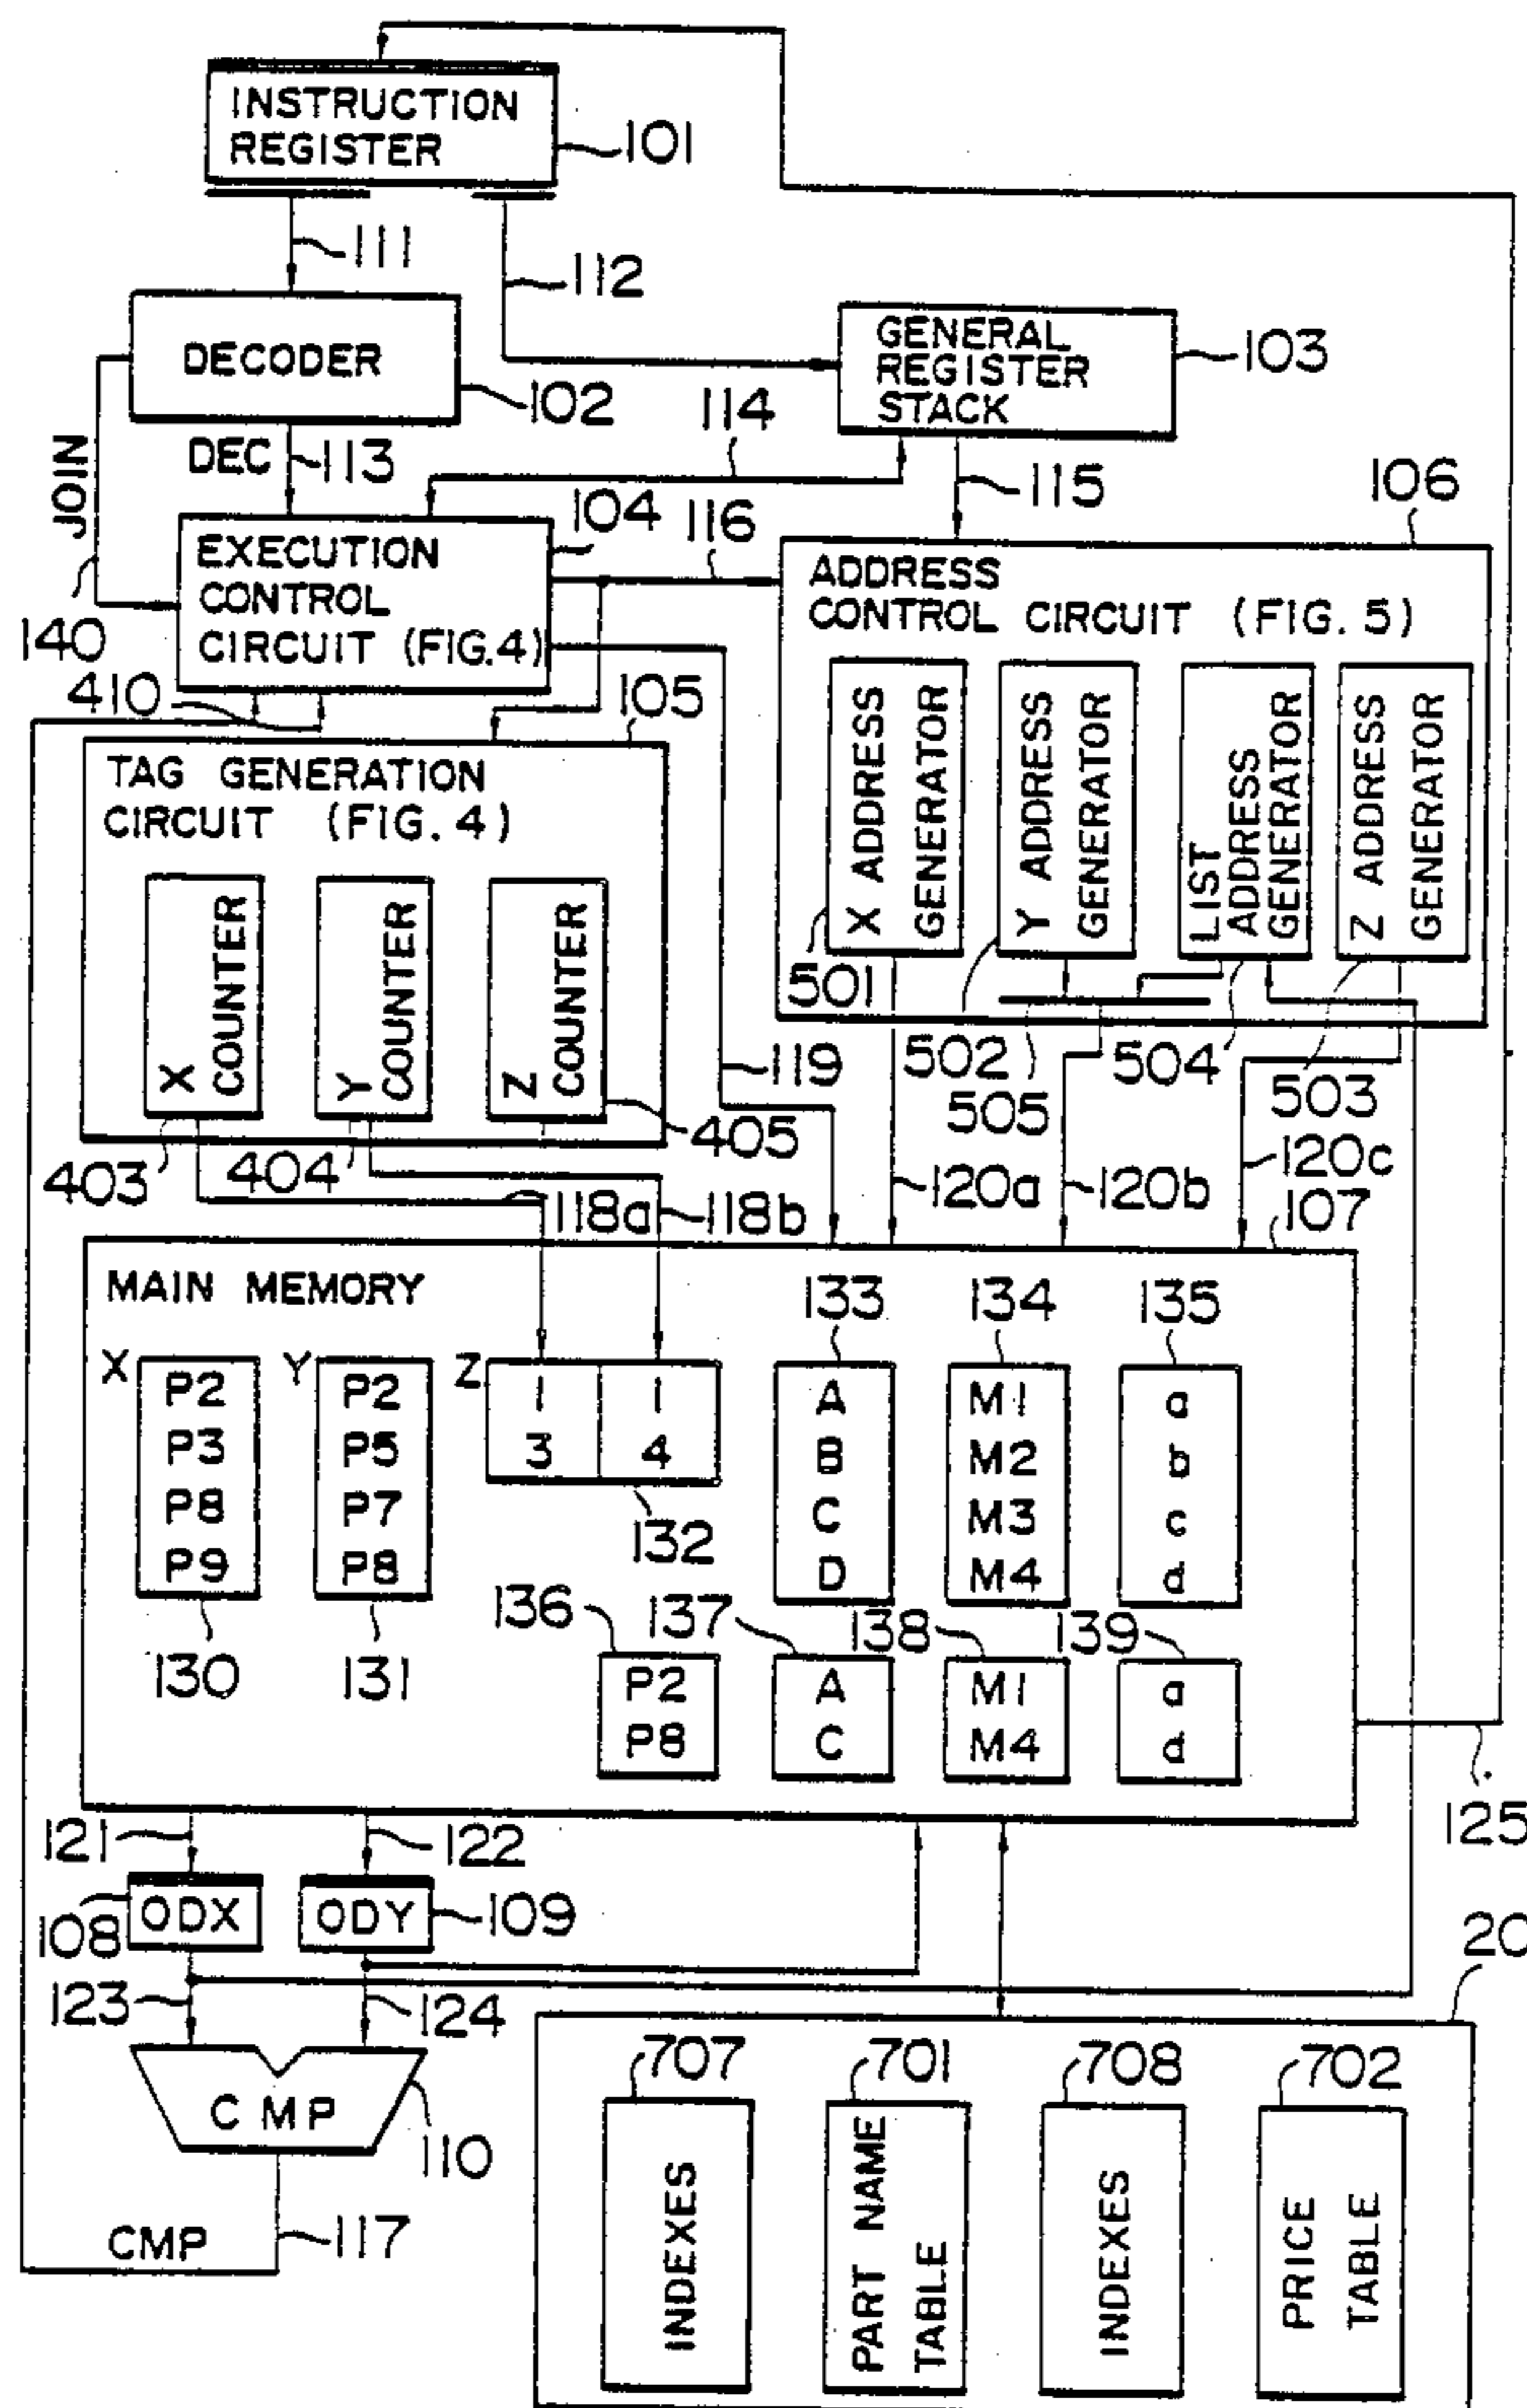 INSTRUCTION
REGISTER
101
111
112
DECODER
102
GENERAL
REGISTER
STACK
103
JOIN
DEC
113
114
115
106
140
EXECUTION
CONTROL
CIRCUIT (FIG.4)
104
116
ADDRESS
CONTROL CIRCUIT (FIG. 5)
410
105
X ADDRESS
GENERATOR
Y ADDRESS
GENERATOR
LIST
ADDRESS
GENERATOR
Z ADDRESS
GENERATOR
TAG GENERATION
CIRCUIT (FIG. 4)
X
COUNTER
Y
COUNTER
Z
COUNTER
501
502
505
504
503
119
403
404
405
118a
118b
120a
120b
120c
107
MAIN MEMORY
133
134
135
X
P2
P3
P8
P9
130
Y
P2
P5
P7
P8
131
Z
1 1
3 4
132
A
B
C
D
M1
M2
M3
M4
a
b
c
d
136
137
138
139
P2
P8
A
C
M1
M4
a
d
125
121
122
108
ODX
ODY
109
20
123
124
CMP
110
CMP
117
707
701
708
702
INDEXES
PART NAME
TABLE
INDEXES
PRICE
TABLE